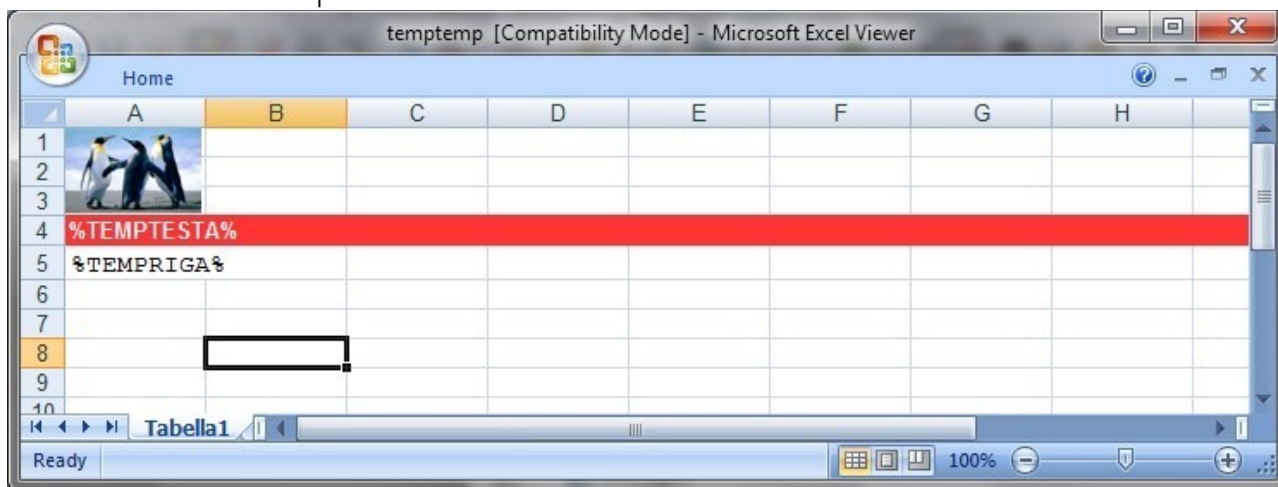 temptemp [Compatibility Mode] - Microsoft Excel Viewer
Home
A B C D E F G H
1
2
3
4 %TEMPTESTA%
5 %TEMPRIGA%
6
7
8
9
10
Tabella1
Ready 100%